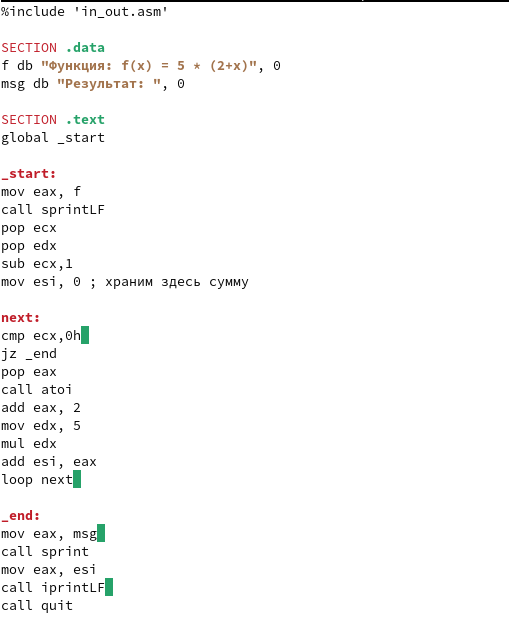 %include 'in_out.asm'
SECTION .data
f db "Функция: f(x) = 5 * (2+x)", 0
msg db "Результат: ", 0
SECTION .text
global _start
_start:
mov eax, f
call sprintLF
pop ecx
pop edx
sub ecx,1
mov esi, 0 ; храним здесь сумму
next:
cmp ecx,0h
jz _end
pop eax
call atoi
add eax, 2
mov edx, 5
mul edx
add esi, eax
loop next
_end:
mov eax, msg
call sprint
mov eax, esi
call iprintLF
call quit